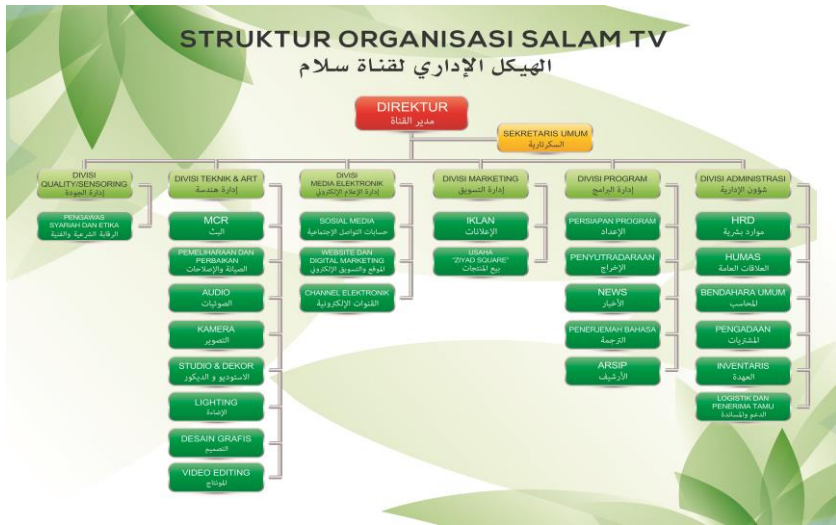 STRUKTUR ORGANISASI SALAM TV
الهيكل الإداري لقناة سلام
DIREKTUR
مدير القناة
SEKRETARIS UMUM
السكرتارية
DIVISI
QUALITY/SENSORING
إدارة الجودة
PENGAWAS
SYARIAH DAN ETIKA
الرقابة الشرعية والفنية
DIVISI TEKNIK & ART
إدارة هندسة
MCR
البث
PEMELIHARAAN DAN
PERBAIKAN
الصيانة والإصلاحات
AUDIO
الصوتيات
KAMERA
التصوير
STUDIO & DEKOR
الاستوديو و الديكور
LIGHTING
الإضاءة
DESAIN GRAFIS
التصميم
VIDEO EDITING
المونتاج
DIVISI
MEDIA ELEKTRONIK
إدارة الإعلام الإلكتروني
SOSIAL MEDIA
حسابات التواصل الإجتماعية
WEBSITE DAN
DIGITAL MARKETING
الموقع والتسويق الإلكتروني
CHANNEL ELEKTRONIK
القنوات الإلكترونية
DIVISI MARKETING
إدارة التسويق
IKLAN
الإعلانات
USAHA
"ZIYAD SQUARE"
بيع المنتجات
DIVISI PROGRAM
إدارة البرامج
PERSIAPAN PROGRAM
الإعداد
PENYUTRADARAAN
الإخراج
NEWS
الأخبار
PENERJEMAH BAHASA
الترجمة
ARSIP
الأرشيف
DIVISI ADMINISTRASI
شؤون الإدارية
HRD
موارد بشرية
HUMAS
العلاقات العامة
BENDAHARA UMUM
المحاسب
PENGADAAN
المشتريات
INVENTARIS
العهدة
LOGISTIK DAN
PENERIMA TAMU
الدعم والمساندة